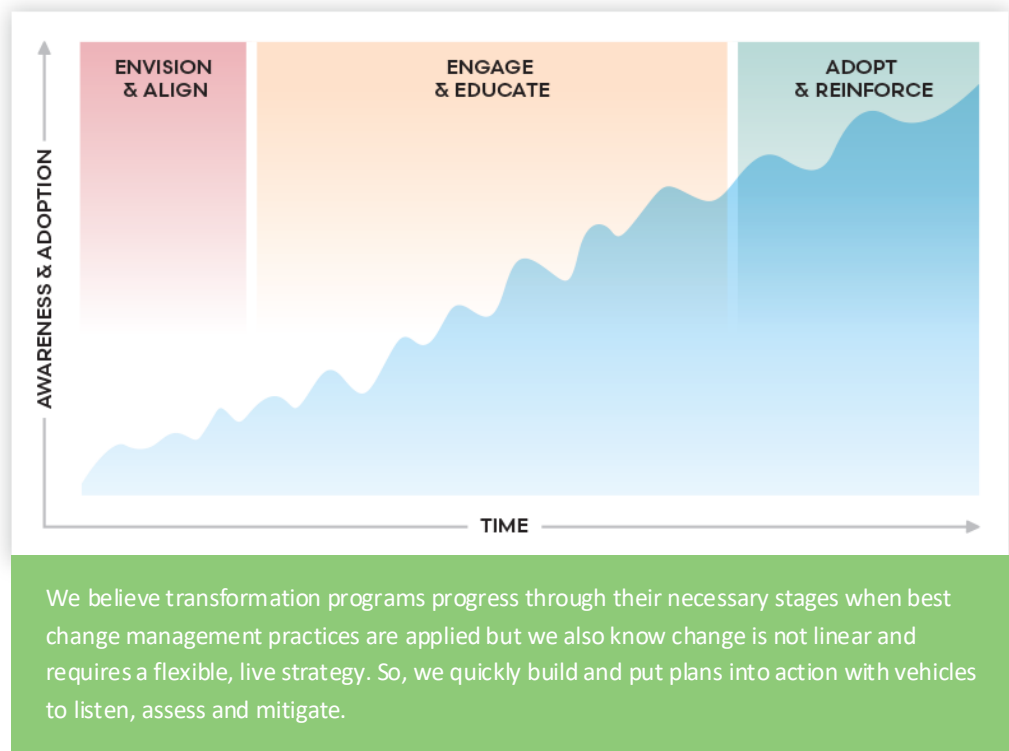 ENVISION
& ALIGN
ENGAGE
& EDUCATE
ADOPT
& REINFORCE
AWARENESS & ADOPTION
TIME
We believe transformation programs progress through their necessary stages when best
change management practices are applied but we also know change is not linear and
requires a flexible, live strategy. So, we quickly build and put plans into action with vehicles
to listen, assess and mitigate.